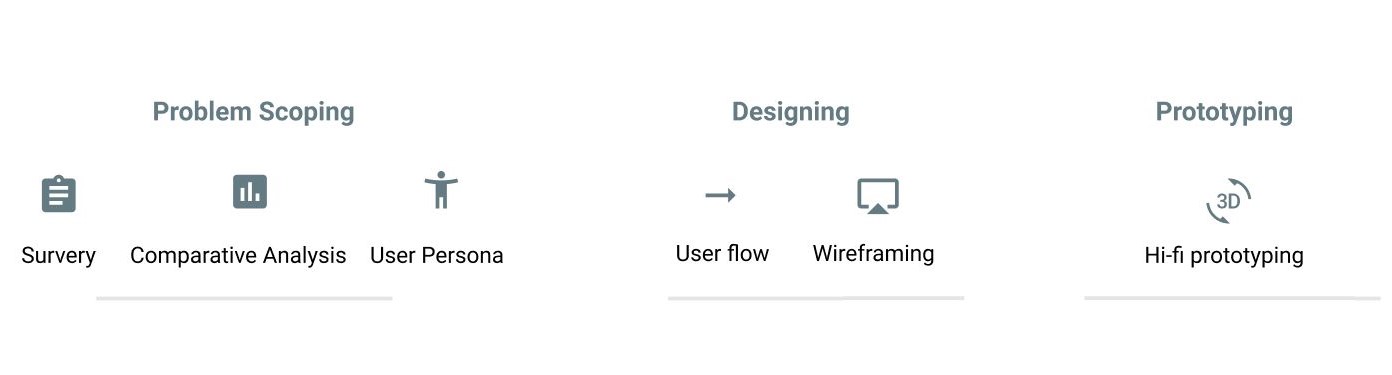 Problem Scoping
Designing
Prototyping
3D
Survery
Comparative Analysis
User Persona
User flow
Wireframing
Hi-fi prototyping